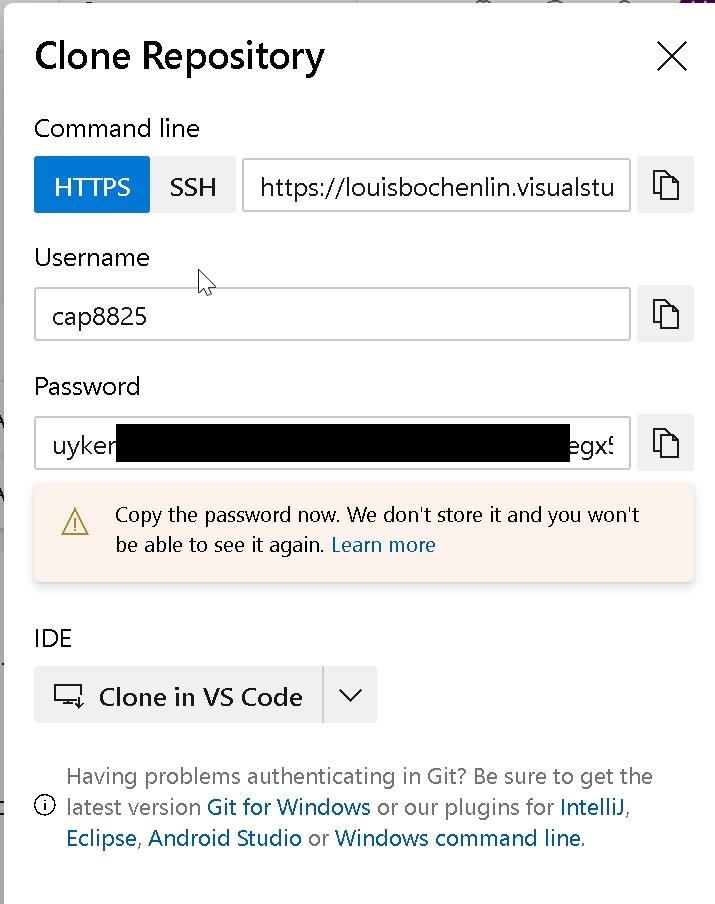 Clone Repository
Command line
HTTPS SSH https://louisbochenlin.visualstu
Username
cap8825
Password
uyker egx5
Copy the password now. We don't store it and you won't
be able to see it again. Learn more
IDE
Clone in VS Code
Having problems authenticating in Git? Be sure to get the
latest version Git for Windows or our plugins for IntelliJ,
Eclipse, Android Studio or Windows command line.